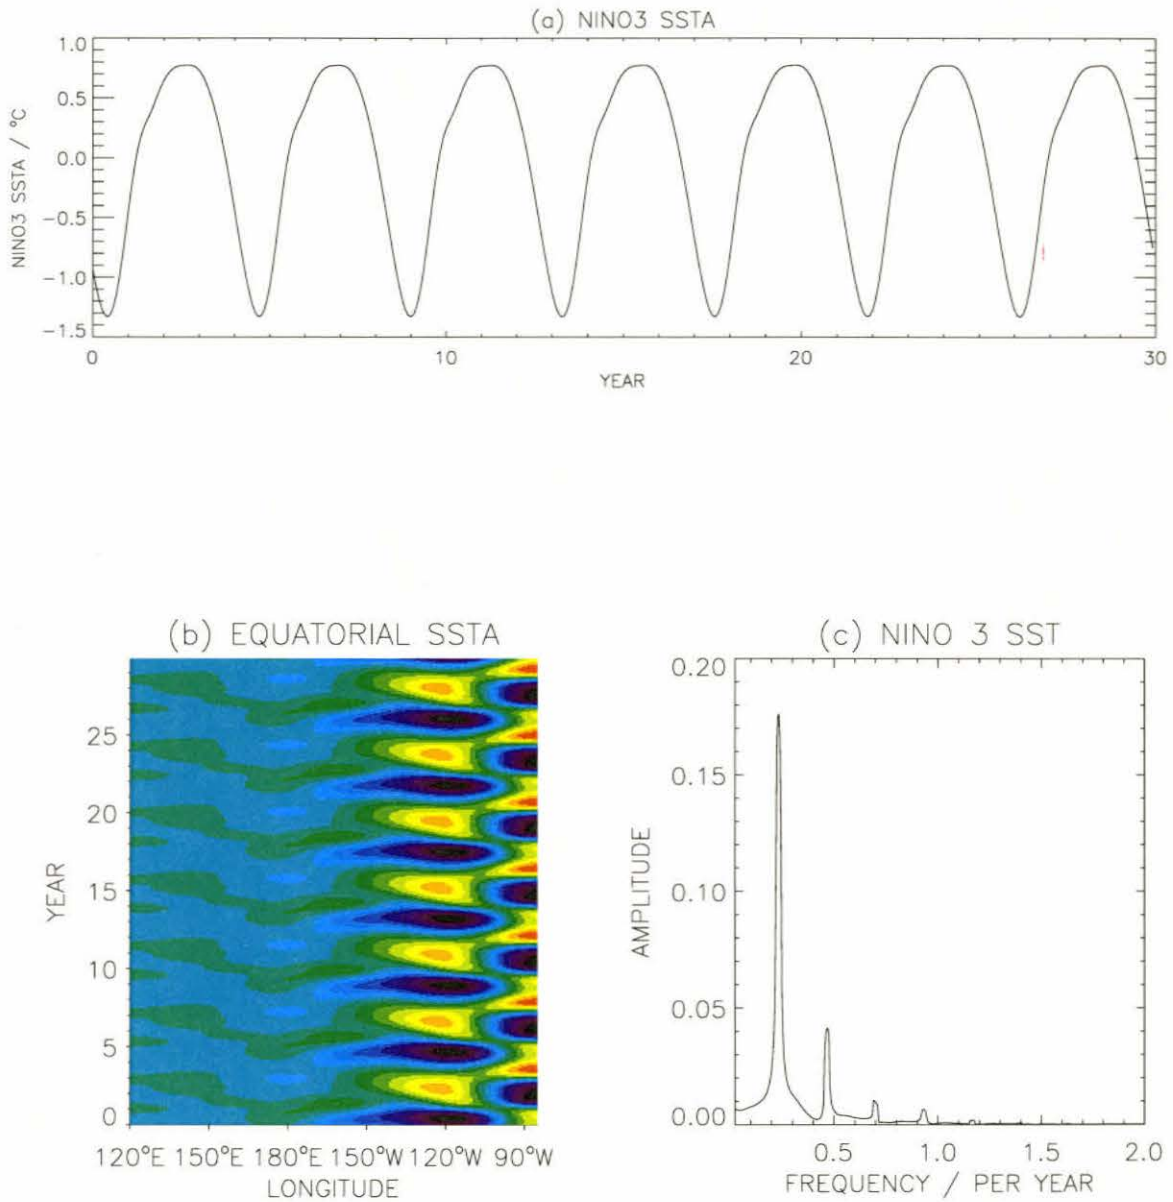 (a) NINO3 SSTA
1.0
0.5
0.0
−0.5
−1.0
−1.5
NINO3 SSTA / °C
0 10 20 30
YEAR
(b) EQUATORIAL SSTA
25
20
15
10
5
0
YEAR
120°E 150°E 180°E 150°W 120°W 90°W
LONGITUDE
(c) NINO 3 SST
0.20
0.15
0.10
0.05
0.00
AMPLITUDE
0.5 1.0 1.5 2.0
FREQUENCY / PER YEAR